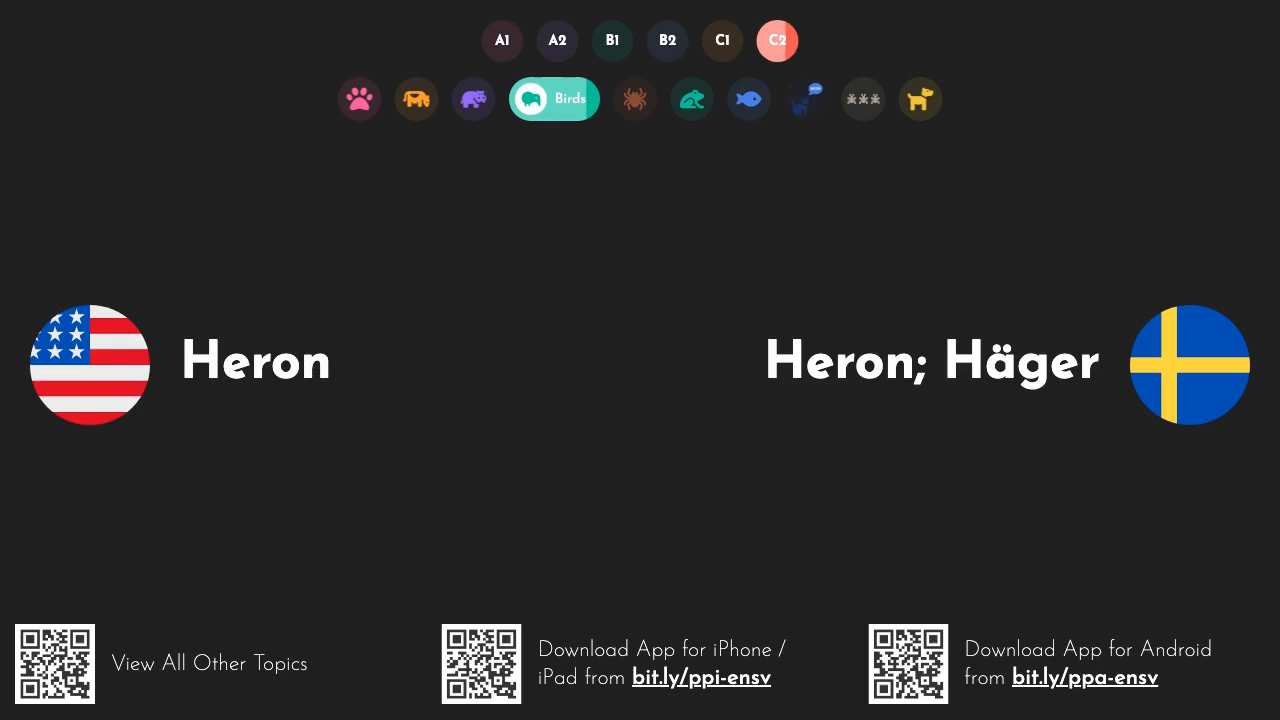 A1 A2 B1 B2 C1 C2
Birds
Heron
Heron; Häger
View All Other Topics
Download App for iPhone /
iPad from bit.ly/ppi-ensv
Download App for Android
from bit.ly/ppa-ensv